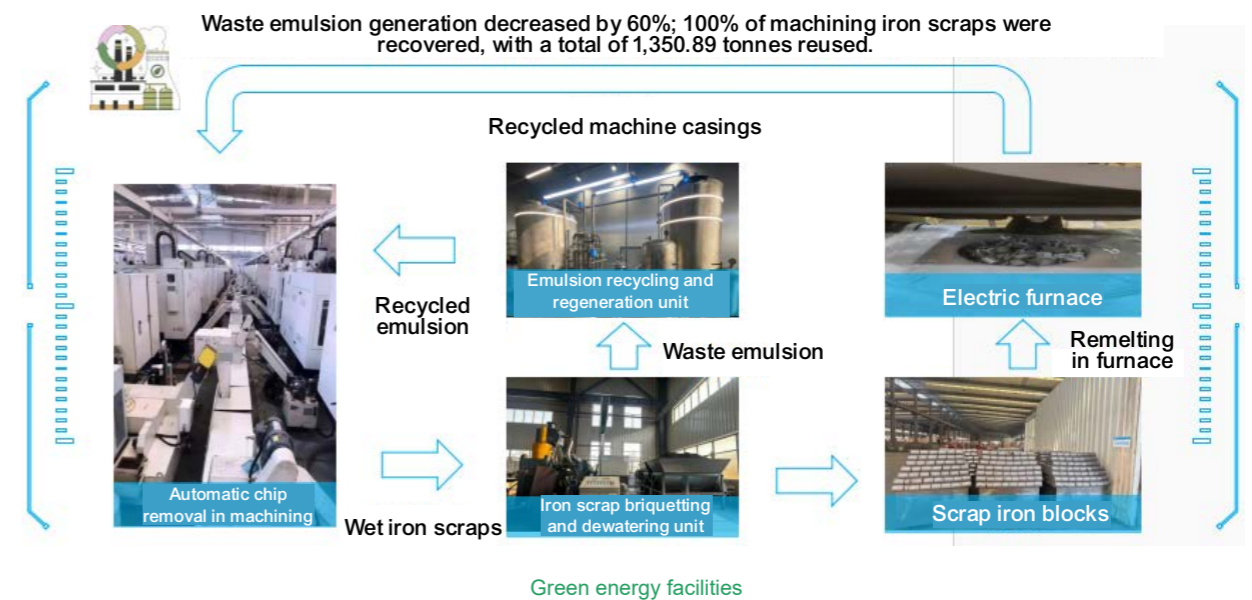 Waste emulsion generation decreased by 60%; 100% of machining iron scraps were
recovered, with a total of 1,350.89 tonnes reused.
Recycled machine casings
Emulsion recycling and
regeneration unit
Electric furnace
Recycled
emulsion
Waste emulsion
Remelting
in furnace
Automatic chip
removal in machining
Wet iron scraps
Iron scrap briquetting
and dewatering unit
Scrap iron blocks
Green energy facilities